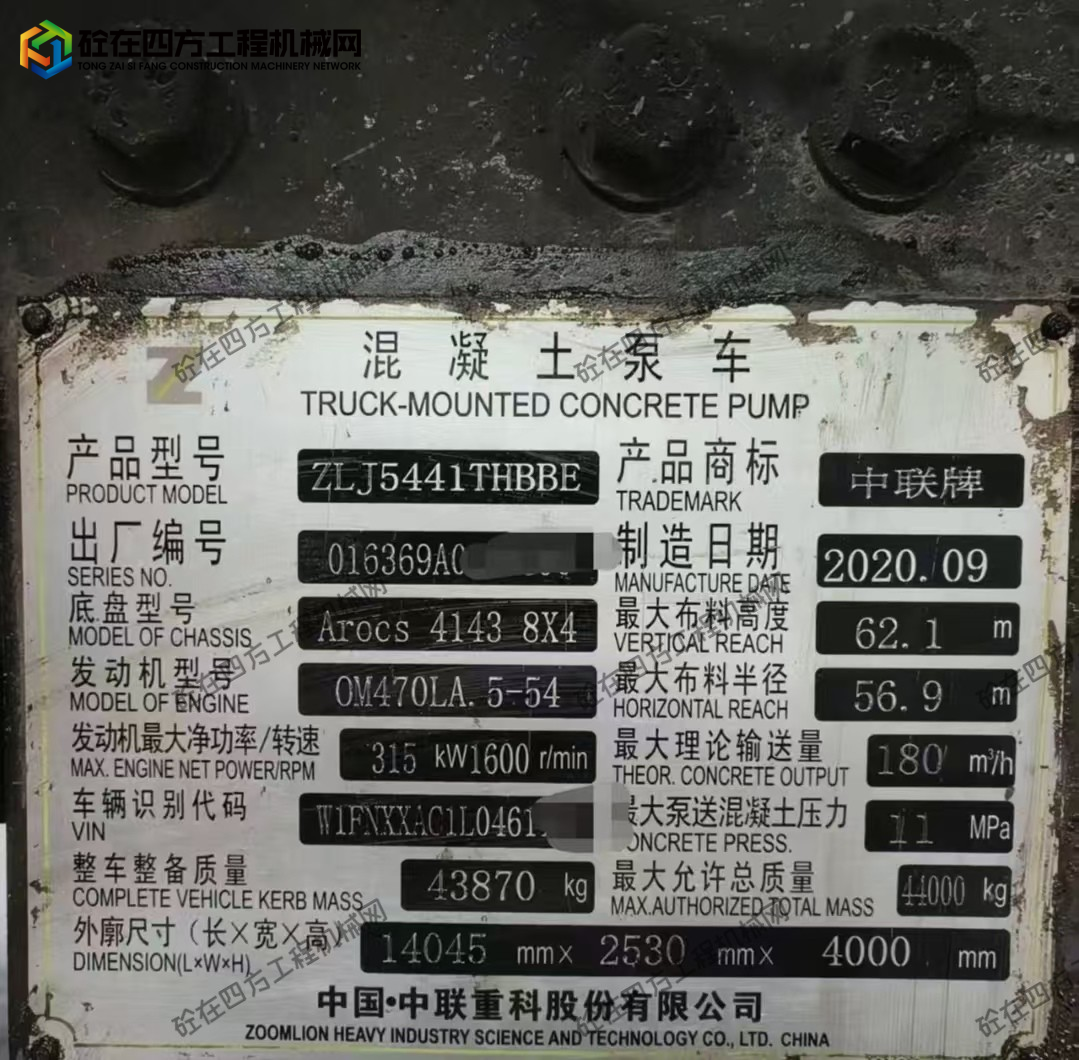 砼在四方工程机械网
TONG ZAI SI FANG CONSTRUCTION MACHINERY NETWORK
混凝土泵车
TRUCK-MOUNTED CONCRETE PUMP
产品型号 ZLJ5441THBBE 产品商标 中联牌
PRODUCT MODEL TRADEMARK
出厂编号 016369A0 制造日期 2020.09
SERIES NO. MANUFACTURE DATE
底盘型号 Arocs 4143 8X4 最大布料高度 62.1 m
MODEL OF CHASSIS VERTICAL REACH
发动机型号 OM470LA.5-54 最大布料半径 56.9 m
MODEL OF ENGINE HORIZONTAL REACH
发动机最大净功率/转速 315 kW1600 r/min 最大理论输送量 180 m³/h
MAX. ENGINE NET POWER/RPM THEOR. CONCRETE OUTPUT
车辆识别代码 W1FNXXAC1L0461 最大泵送混凝土压力 11 MPa
VIN CONCRETE PRESS.
整车整备质量 43870 kg 最大允许总质量 44000 kg
COMPLETE VEHICLE KERB MASS MAX.AUTHORIZED TOTAL MASS
外廓尺寸（长×宽×高） 14045 mm× 2530 mm× 4000 mm
DIMENSION(L×W×H)
中国·中联重科股份有限公司
ZOOMLION HEAVY INDUSTRY SCIENCE AND TECHNOLOGY CO., LTD. CHINA